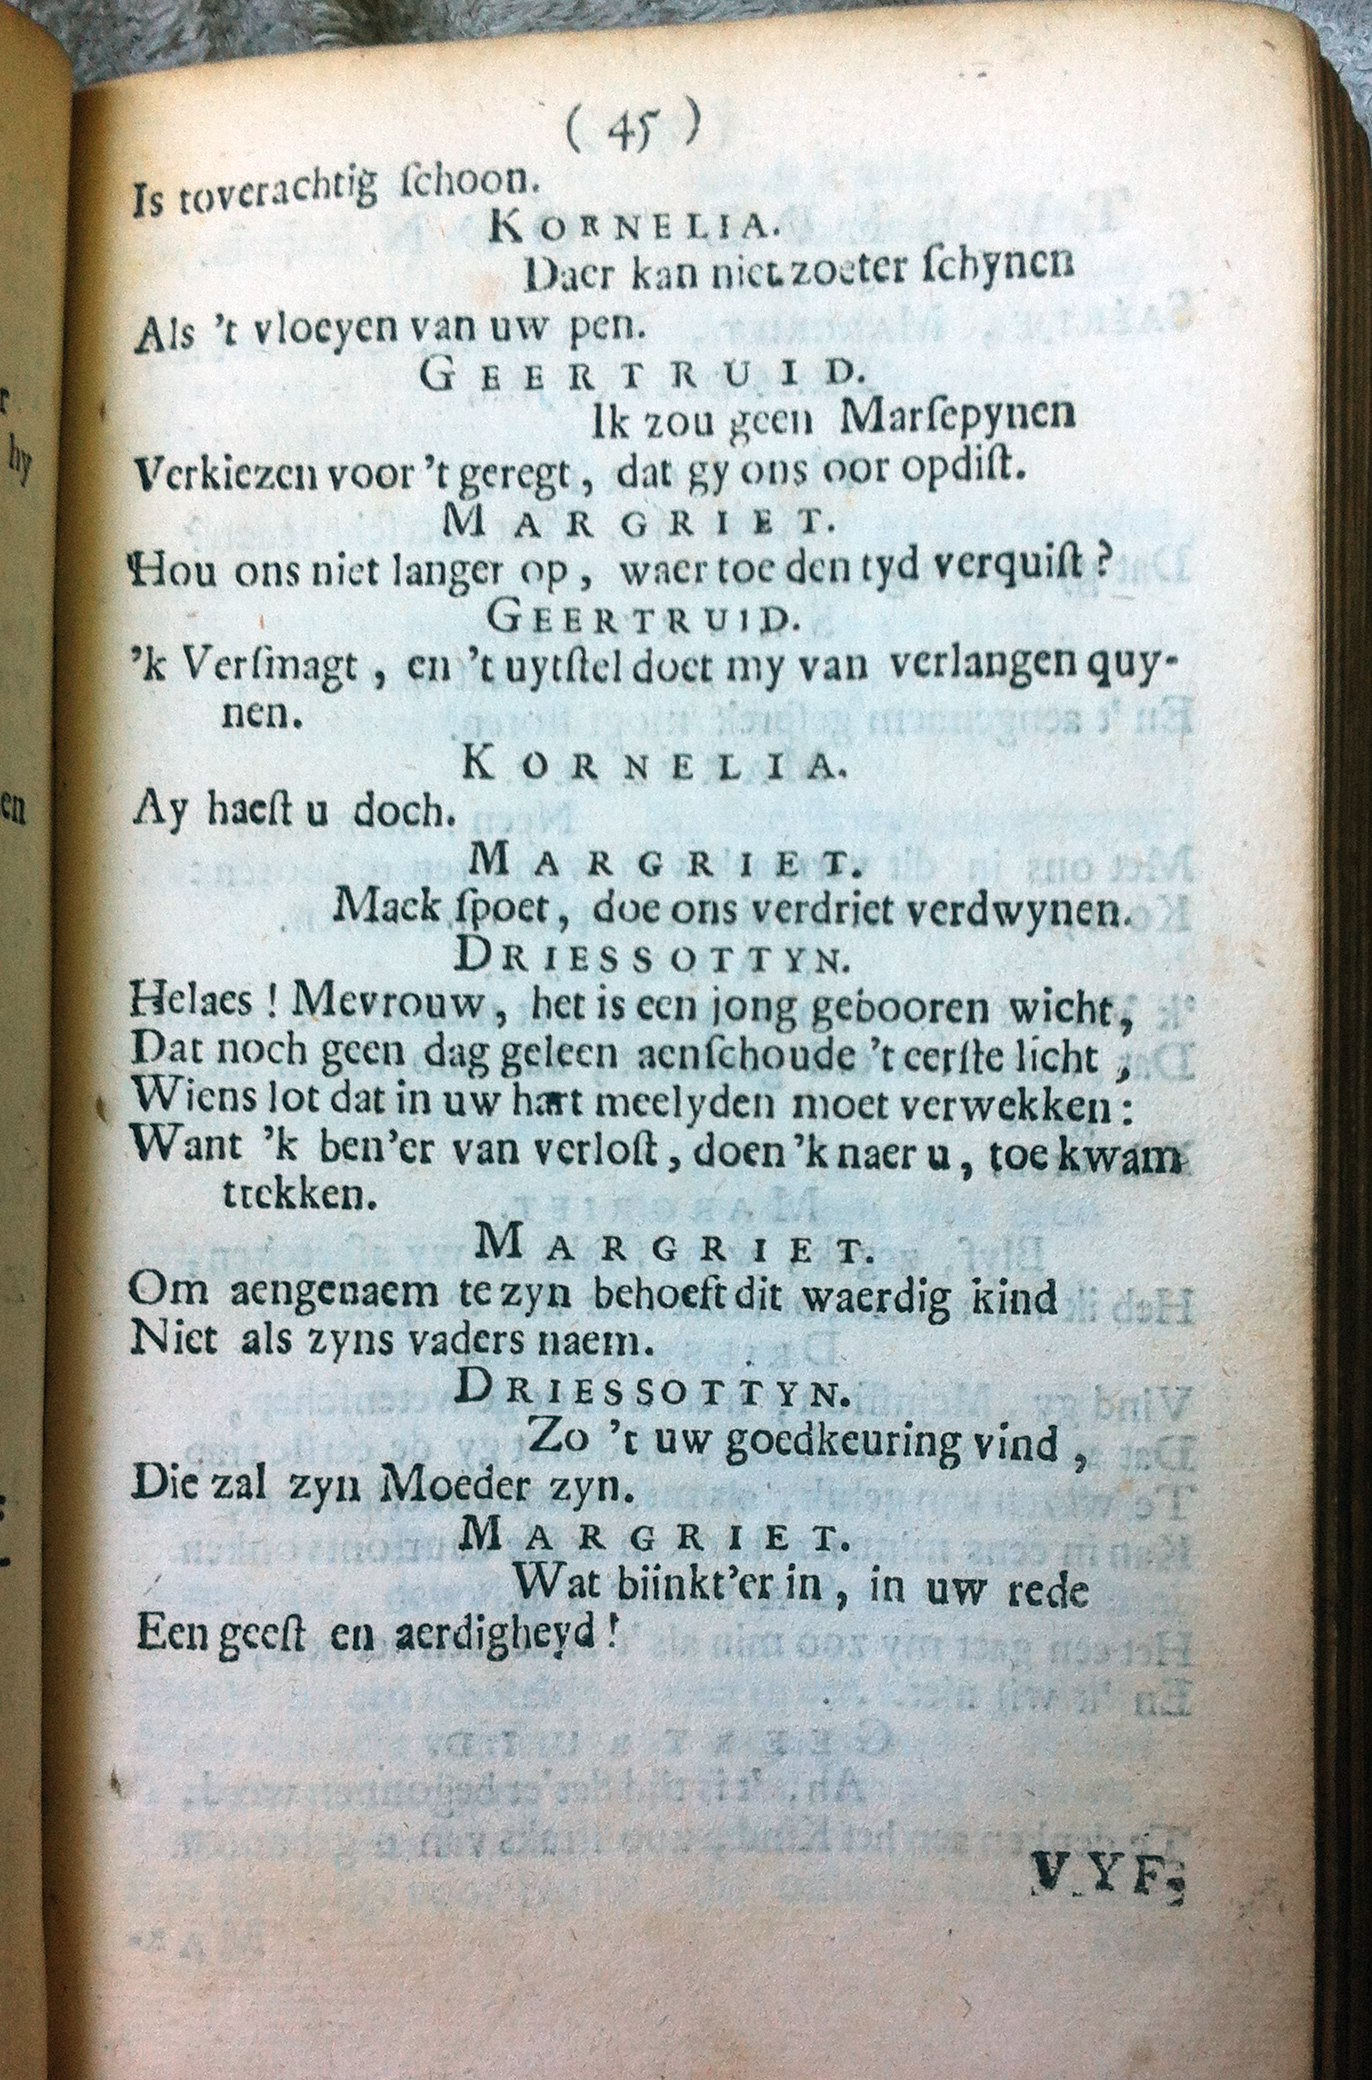 ( 45 )
Is toverachtig ſchoon.
KORNELIA.
Daer kan niet zoeter ſchynen
Als 't vloeyen van uw pen.
GEERTRUID.
Ik zou geen Marſepynen
Verkiezen voor 't geregt, dat gy ons oor opdiſt.
MARGRIET.
Hou ons niet langer op, waer toe den tyd verquiſt?
GEERTRUID.
'k Verſmagt, en 't uytſtel doet my van verlangen quy-
nen.
KORNELIA.
Ay haeſt u doch.
MARGRIET.
Maek ſpoet, doe ons verdriet verdwynen.
DRIESSOTTYN.
Helaes! Mevrouw, het is een jong gebooren wicht,
Dat noch geen dag geleen aenſchoude 't eerſte licht,
Wiens lot dat in uw hart meelyden moet verwekken:
Want 'k ben'er van verloſt, doen 'k naer u, toe kwam
trekken.
MARGRIET.
Om aengenaem te zyn behoeft dit waerdig kind
Niet als zyns vaders naem.
DRIESSOTTYN.
Zo 't uw goedkeuring vind,
Die zal zyn Moeder zyn.
MARGRIET.
Wat blinkt'er in, in uw rede
Een geeſt en aerdigheyd!
VYF-
r
hy
en
:
-